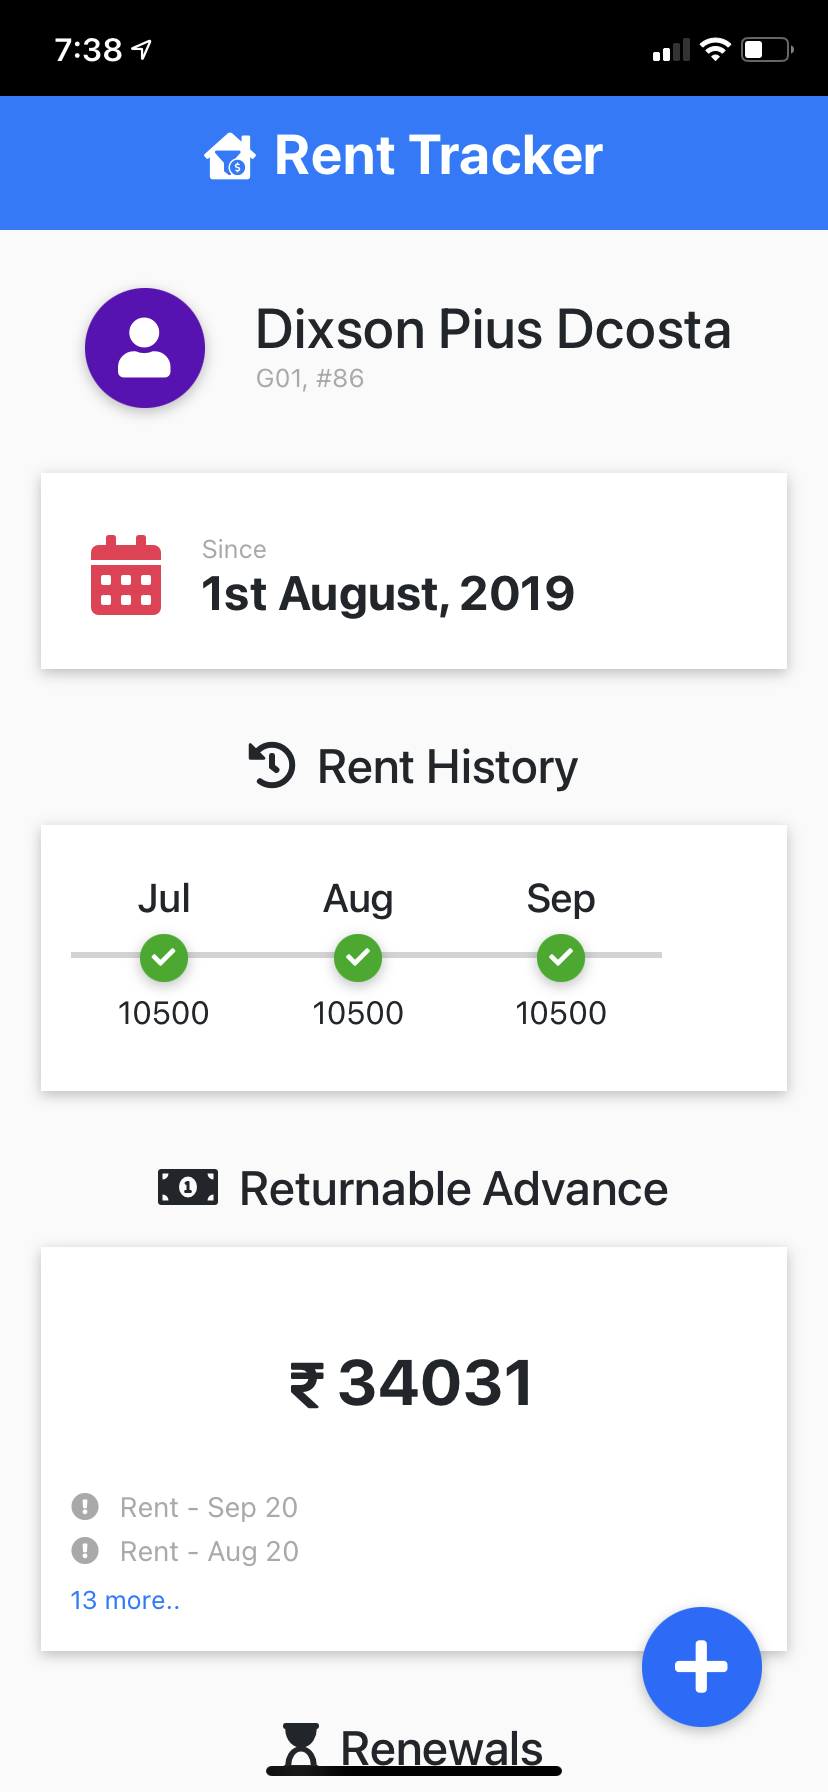 7:38
Rent Tracker
Dixson Pius Dcosta
G01, #86
Since
1st August, 2019
Rent History
Jul Aug Sep
10500 10500 10500
Returnable Advance
₹ 34031
Rent - Sep 20
Rent - Aug 20
13 more..
Renewals